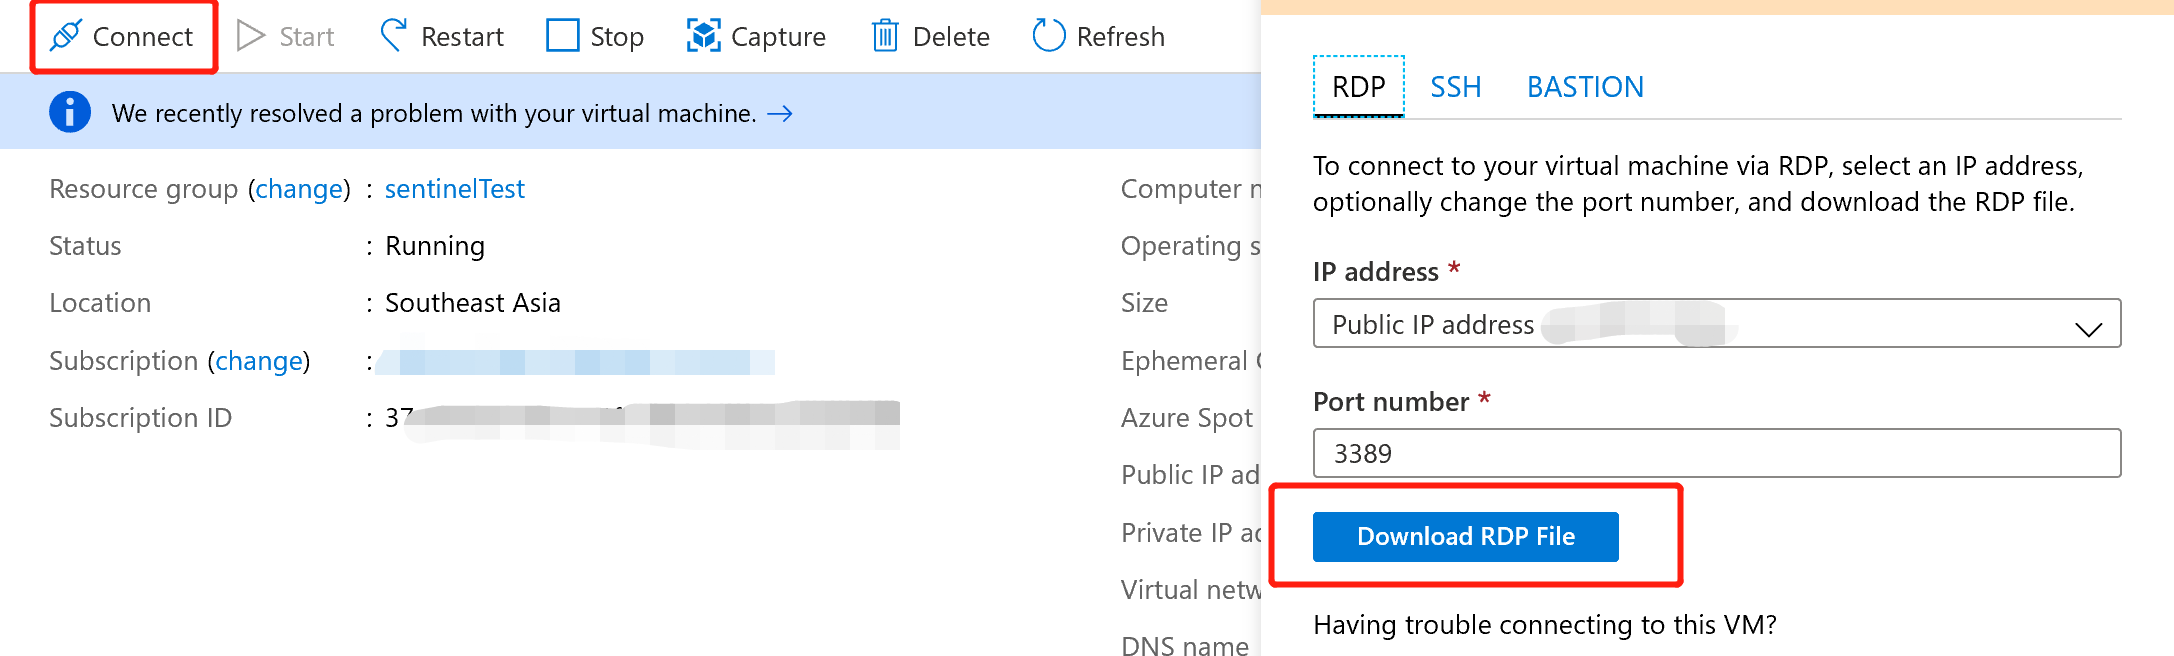 Connect Start Restart Stop Capture Delete Refresh
We recently resolved a problem with your virtual machine. →
Resource group (change) : sentinelTest
Status : Running
Location : Southeast Asia
Subscription (change) :
Subscription ID : 37
Computer n
Operating s
Size
Ephemeral
Azure Spot
Public IP ad
Private IP ad
Virtual netw
DNS name
RDP SSH BASTION
To connect to your virtual machine via RDP, select an IP address,
optionally change the port number, and download the RDP file.
IP address *
Public IP address
Port number *
3389
Download RDP File
Having trouble connecting to this VM?